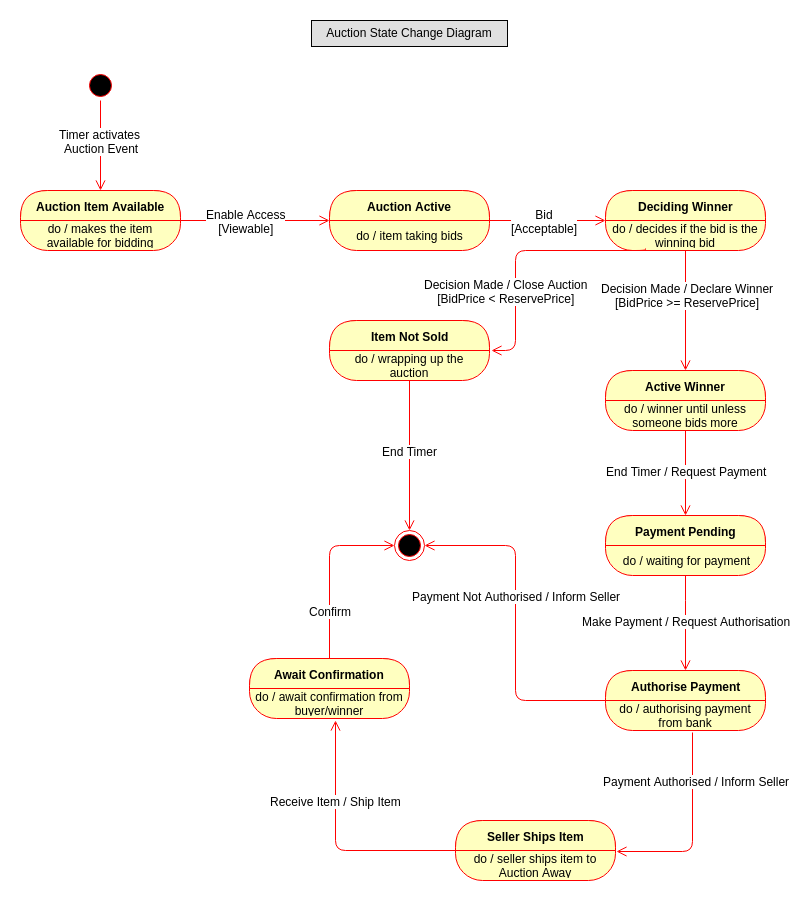 Auction State Change Diagram
Timer activates
Auction Event
Auction Item Available
do / makes the item
available for bidding
Enable Access
[Viewable]
Auction Active
do / item taking bids
Bid
[Acceptable]
Deciding Winner
do / decides if the bid is the
winning bid
Decision Made / Close Auction
[BidPrice < ReservePrice]
Decision Made / Declare Winner
[BidPrice >= ReservePrice]
Item Not Sold
do / wrapping up the
auction
Active Winner
do / winner until unless
someone bids more
End Timer
End Timer / Request Payment
Payment Pending
do / waiting for payment
Payment Not Authorised / Inform Seller
Confirm
Make Payment / Request Authorisation
Await Confirmation
do / await confirmation from
buyer/winner
Authorise Payment
do / authorising payment
from bank
Payment Authorised / Inform Seller
Receive Item / Ship Item
Seller Ships Item
do / seller ships item to
Auction Away